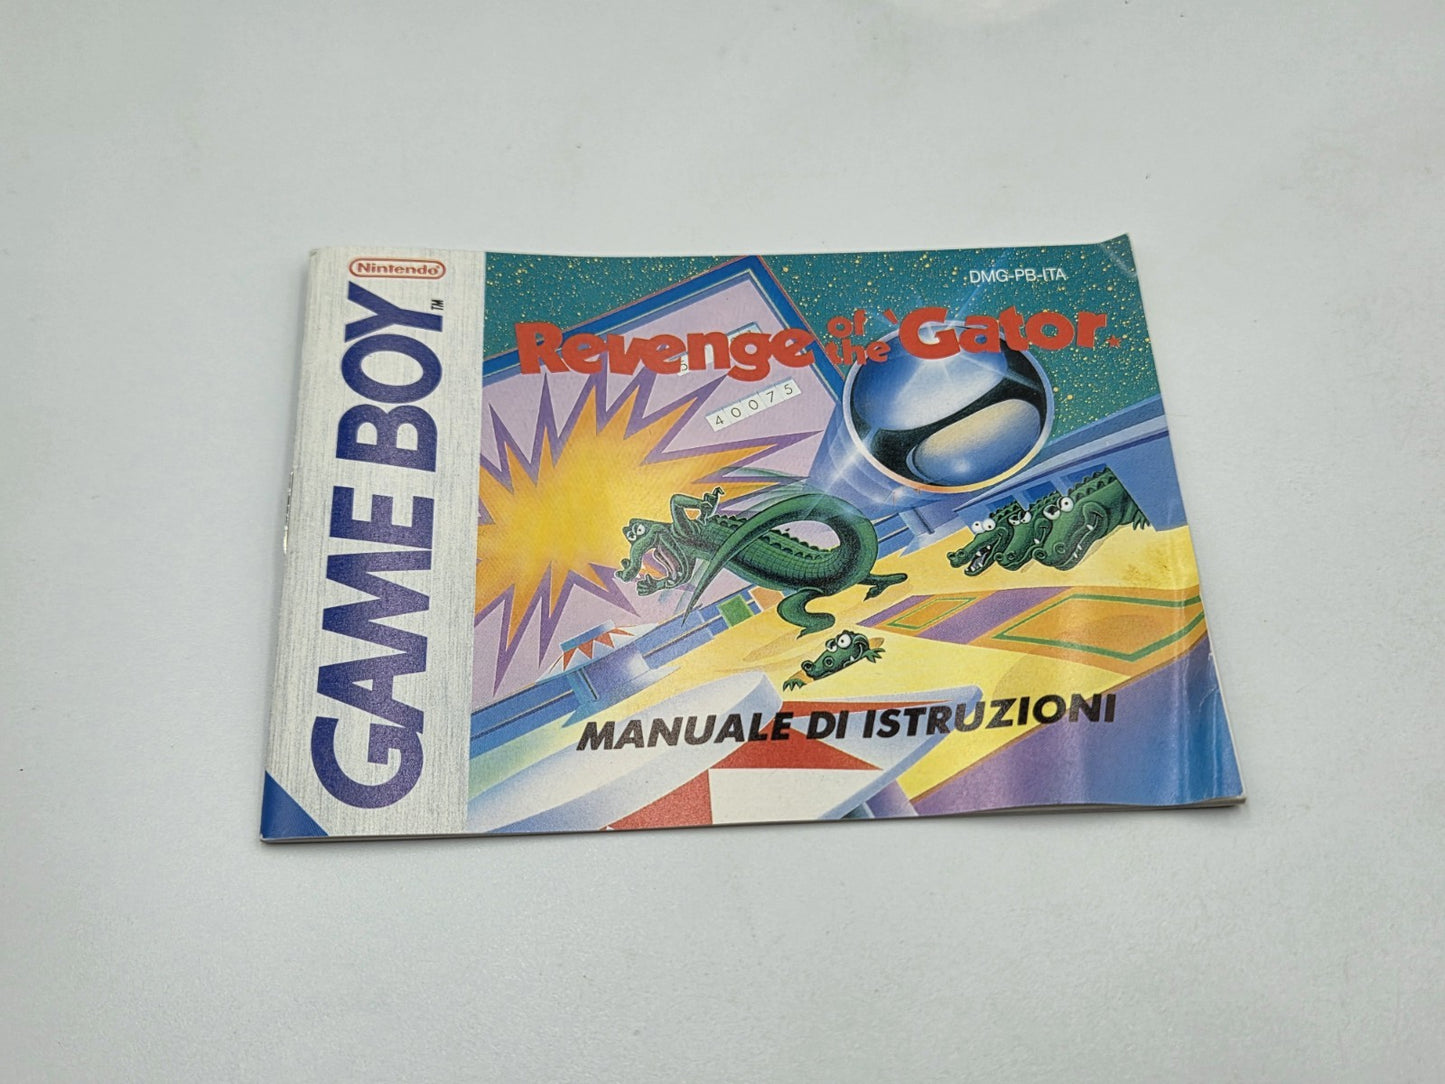 Nintendo
GAME BOY™
DMG-PB-ITA
Revenge of the 'Gator.
40075
MANUALE DI ISTRUZIONI